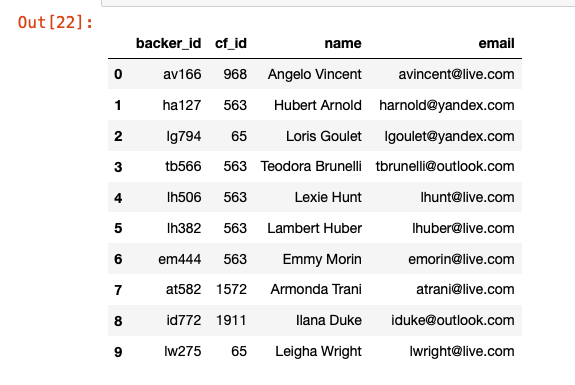 Out[22]:
backer_id cf_id name email
0 av166 968 Angelo Vincent avincent@live.com
1 ha127 563 Hubert Arnold harnold@yandex.com
2 lg794 65 Loris Goulet lgoulet@yandex.com
3 tb566 563 Teodora Brunelli tbrunelli@outlook.com
4 lh506 563 Lexie Hunt lhunt@live.com
5 lh382 563 Lambert Huber lhuber@live.com
6 em444 563 Emmy Morin emorin@live.com
7 at582 1572 Armonda Trani atrani@live.com
8 id772 1911 Ilana Duke iduke@outlook.com
9 lw275 65 Leigha Wright lwright@live.com